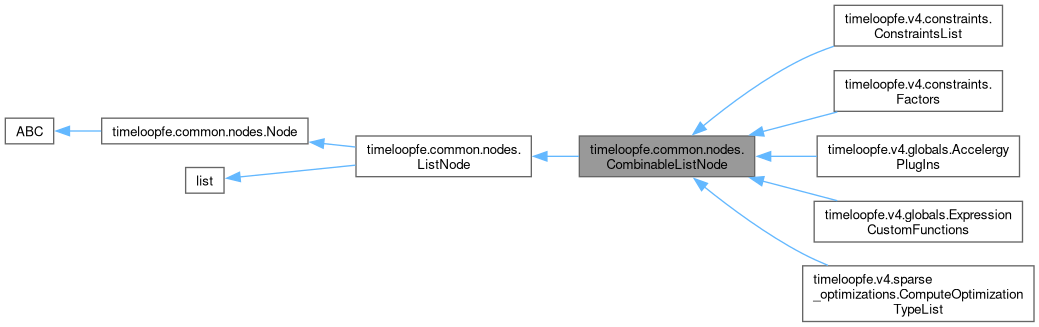 ABC
timeloopfe.common.nodes.Node
list
timeloopfe.common.nodes.
ListNode
timeloopfe.common.nodes.
CombinableListNode
timeloopfe.v4.constraints.
ConstraintsList
timeloopfe.v4.constraints.
Factors
timeloopfe.v4.globals.Accelergy
PlugIns
timeloopfe.v4.globals.Expression
CustomFunctions
timeloopfe.v4.sparse
_optimizations.ComputeOptimization
TypeList